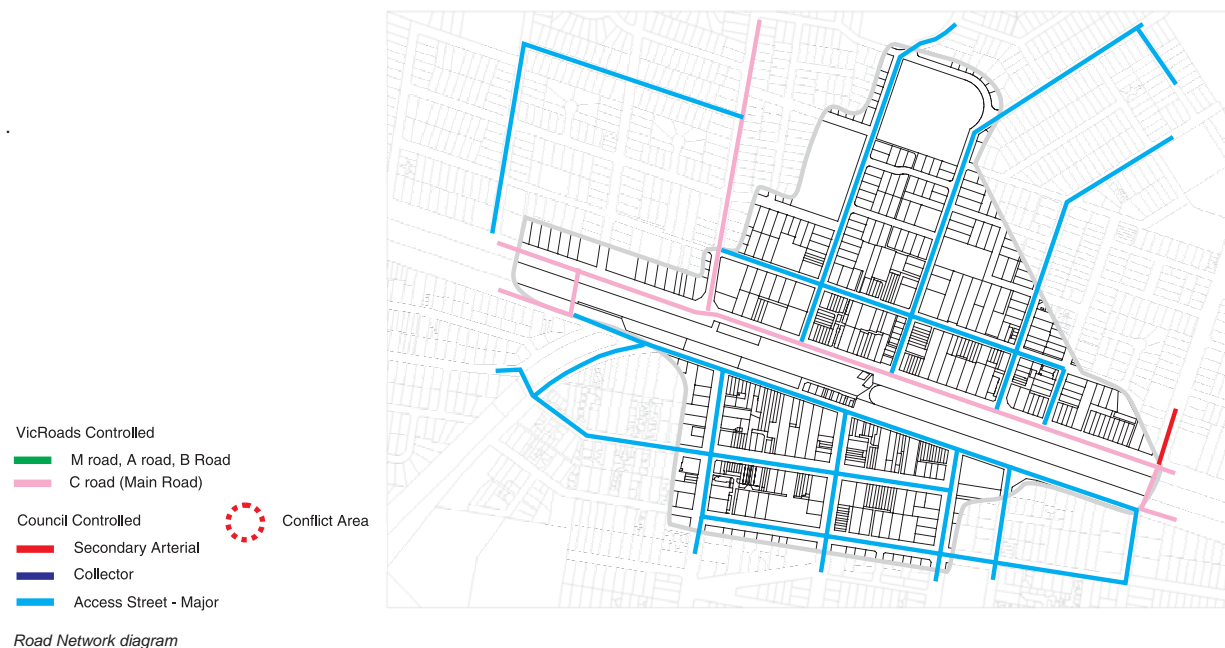 .
VicRoads Controlled
M road, A road, B Road
C road (Main Road)
Council Controlled
Conflict Area
Secondary Arterial
Collector
Access Street - Major
Road Network diagram